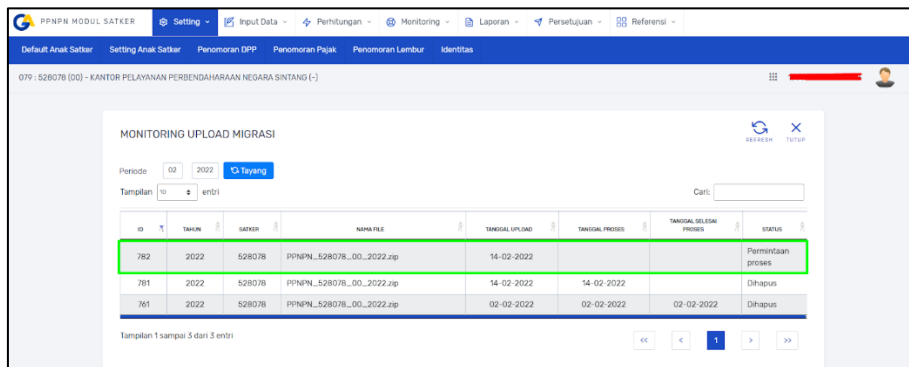 GA PPNPN MODUL SATKER Setting Input Data Perhitungan Monitoring Laporan Persetujuan Referensi
Default Anak Satker Setting Anak Satker Penomoran DPP Penomoran Pajak Penomoran Lembur Identitas
079 : 528078 (00) - KANTOR PELAYANAN PERBENDAHARAAN NEGARA SINTANG (-)
MONITORING UPLOAD MIGRASI
REFRESH TUTUP
Periode 02 2022 Tayang
Tampilan 10 entri Cari:
ID TAHUN SATKER NAMA FILE TANGGAL UPLOAD TANGGAL PROSES TANGGAL SELESAI PROSES STATUS
782 2022 528078 PPNPN_528078_00_2022.zip 14-02-2022 Permintaan proses
781 2022 528078 PPNPN_528078_00_2022.zip 14-02-2022 14-02-2022 Dihapus
761 2022 528078 PPNPN_528078_00_2022.zip 02-02-2022 02-02-2022 02-02-2022 Dihapus
Tampilan 1 sampai 3 dari 3 entri
<< < 1 > >>